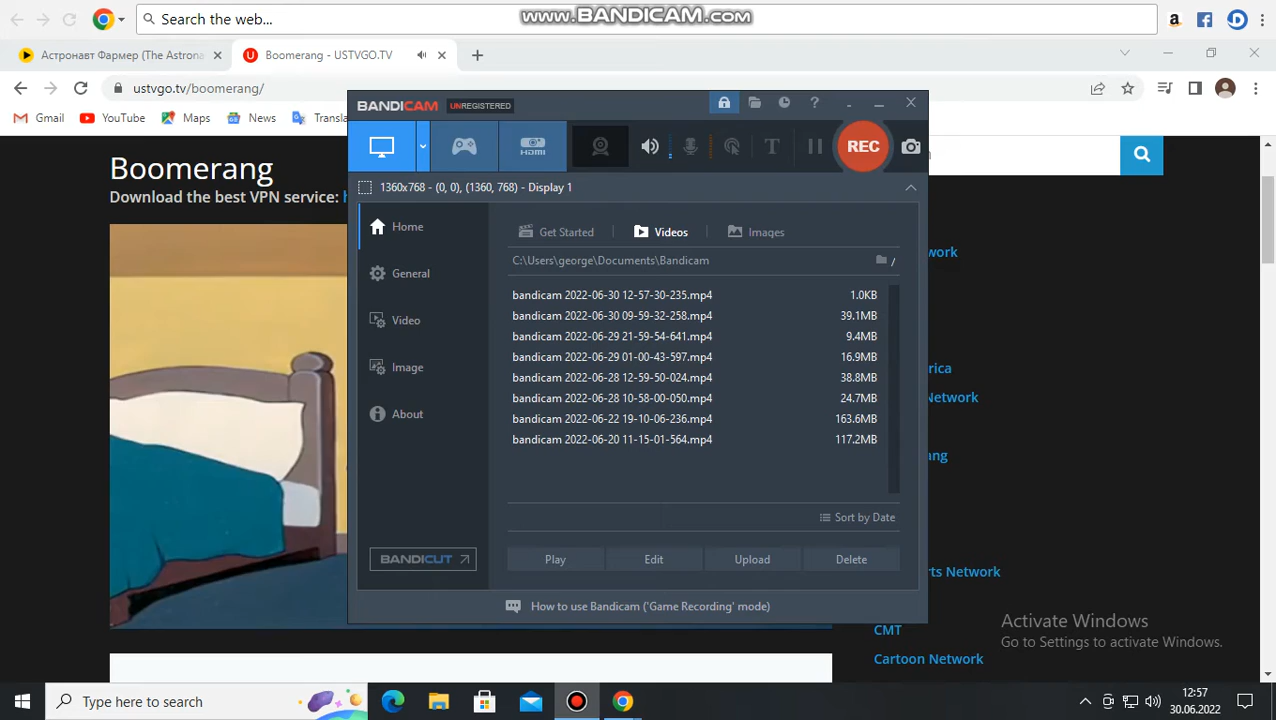 Search the web...
www.BANDICAM.com
Астронавт Фармер (The Astrona
Boomerang - USTVGO.TV
ustvgo.tv/boomerang/
Gmail
YouTube
Maps
News
Boomerang
Download the best VPN service:
BANDICAM
UNREGISTERED
REC
1360x768 - (0, 0), (1360, 768) - Display 1
Home
General
Video
Image
About
BANDICUT
Get Started
Videos
Images
C:\Users\george\Documents\Bandicam
bandicam 2022-06-30 12-57-30-235.mp4 1.0KB
bandicam 2022-06-30 09-59-32-258.mp4 39.1MB
bandicam 2022-06-29 21-59-54-641.mp4 9.4MB
bandicam 2022-06-29 01-00-43-597.mp4 16.9MB
bandicam 2022-06-28 12-59-50-024.mp4 38.8MB
bandicam 2022-06-28 10-58-00-050.mp4 24.7MB
bandicam 2022-06-22 19-10-06-236.mp4 163.6MB
bandicam 2022-06-20 11-15-01-564.mp4 117.2MB
Sort by Date
Play
Edit
Upload
Delete
How to use Bandicam ('Game Recording' mode)
CMT
Cartoon Network
Activate Windows
Go to Settings to activate Windows.
Type here to search
12:57
30.06.2022